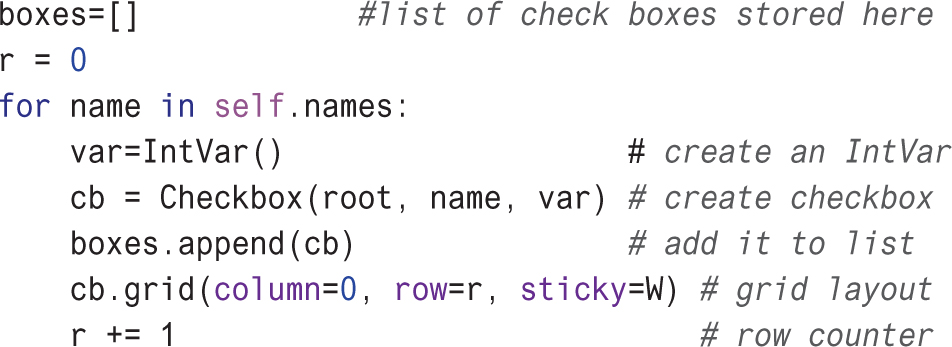 boxes=[]            #list of check boxes stored here
r = 0
for name in self.names:
    var=IntVar()                   # create an IntVar
    cb = Checkbox(root, name, var) # create checkbox
    boxes.append(cb)               # add it to list
    cb.grid(column=0, row=r, sticky=W) # grid layout
    r += 1                             # row counter